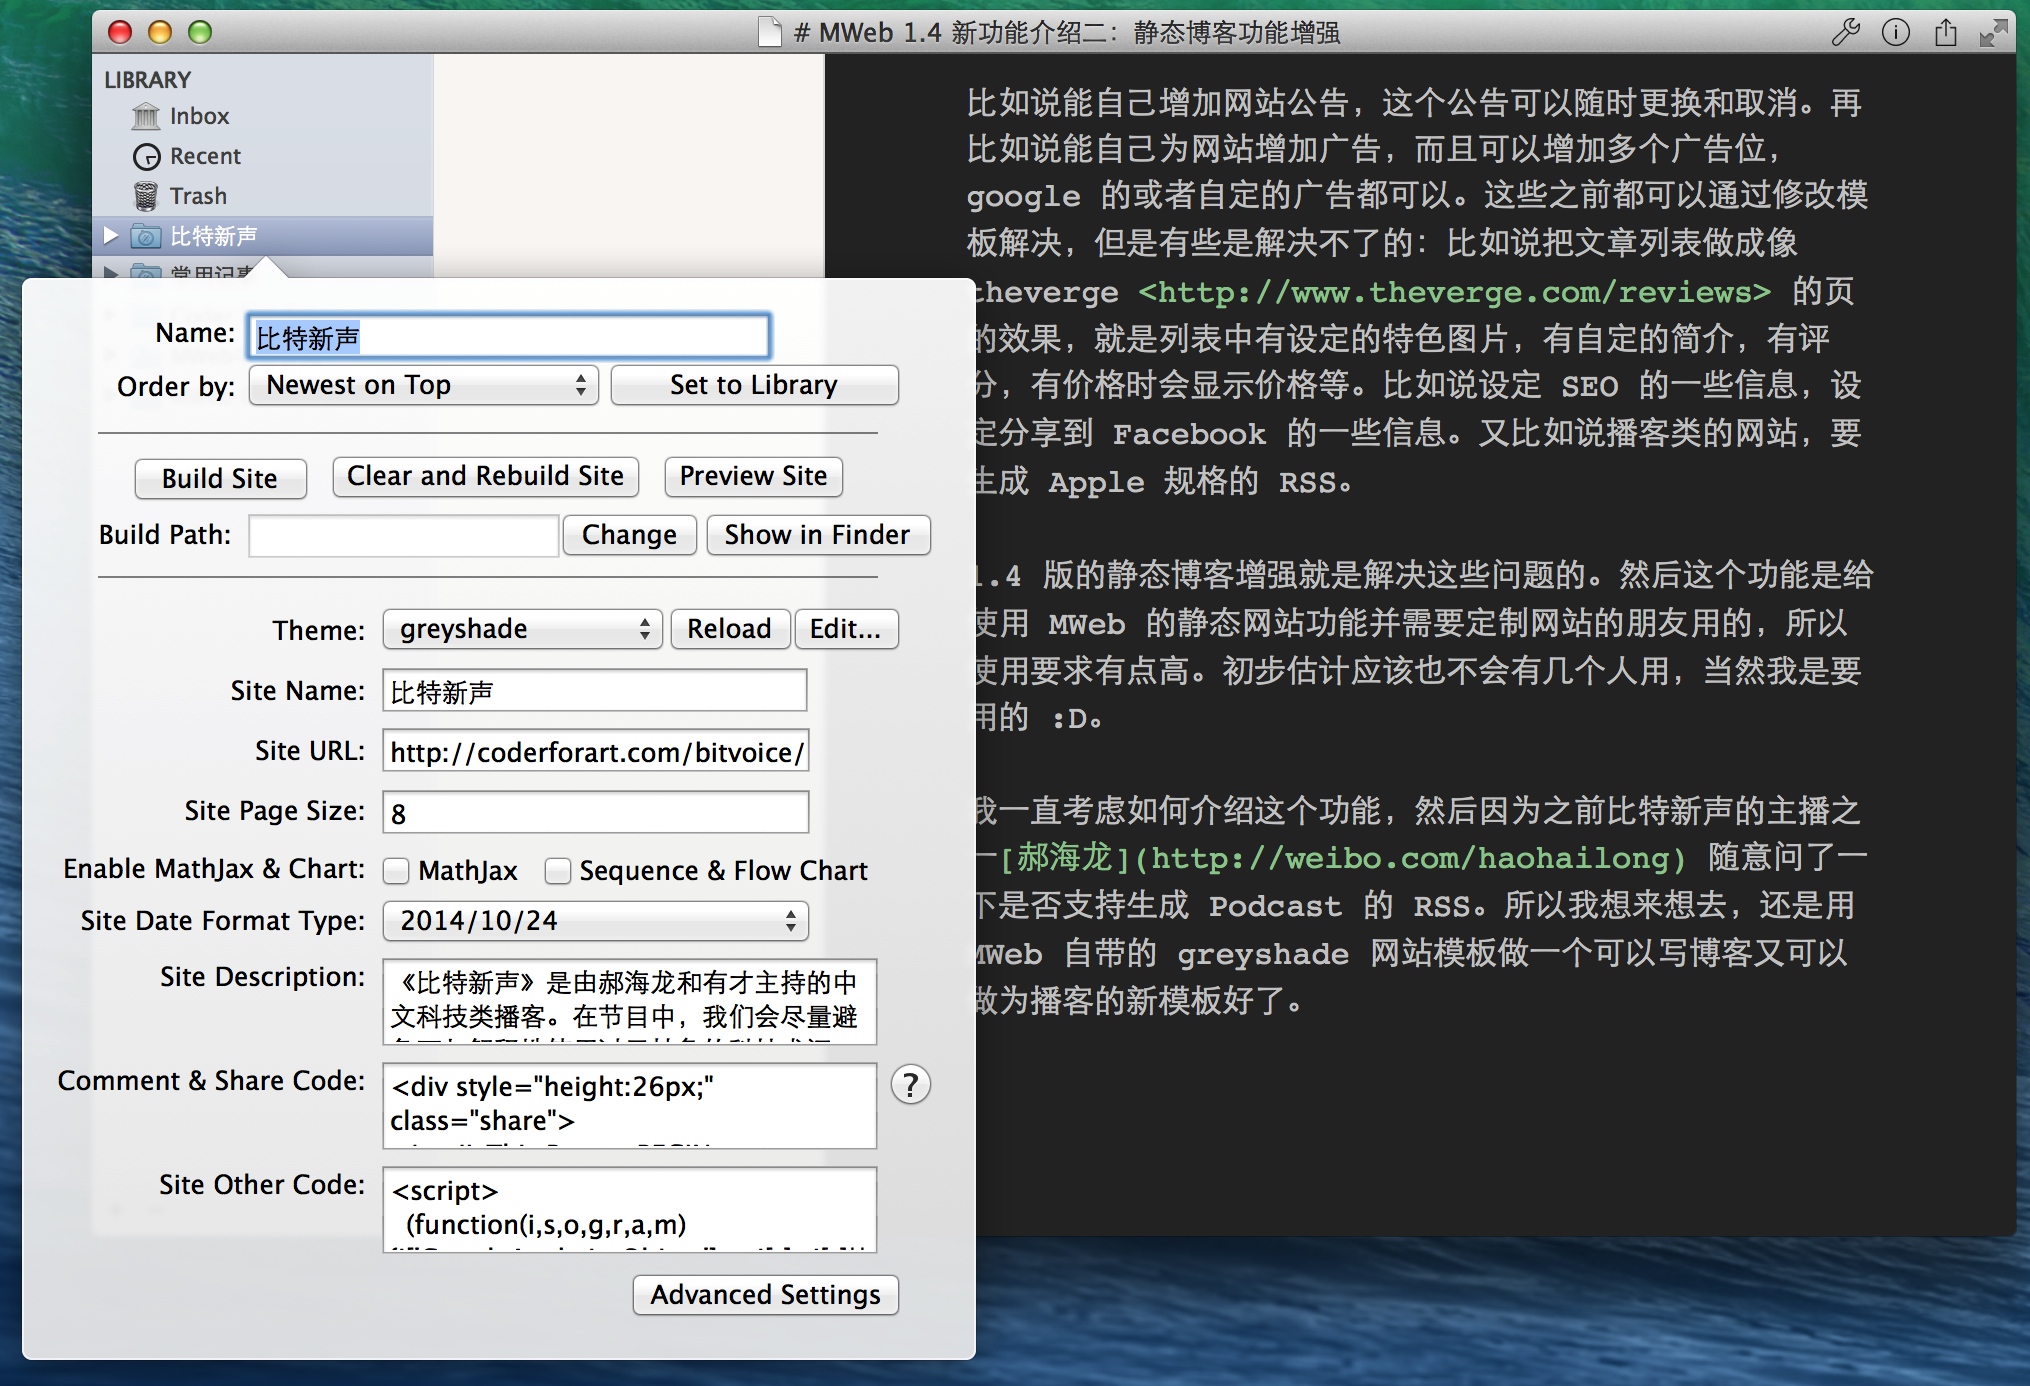 # MWeb 1.4 新功能介绍二：静态博客功能增强
LIBRARY
Inbox
Recent
Trash
比特新声
常用记事
Name: 比特新声
Order by: Newest on Top Set to Library
Build Site Clear and Rebuild Site Preview Site
Build Path: Change Show in Finder
Theme: greyshade Reload Edit...
Site Name: 比特新声
Site URL: http://coderforart.com/bitvoice/
Site Page Size: 8
Enable MathJax & Chart: MathJax Sequence & Flow Chart
Site Date Format Type: 2014/10/24
Site Description: 《比特新声》是由郝海龙和有才主持的中
文科技类播客。在节目中，我们会尽量避
Comment & Share Code: <div style="height:26px;"
class="share">
?
Site Other Code: <script>
(function(i,s,o,g,r,a,m)
Advanced Settings
比如说能自己增加网站公告，这个公告可以随时更换和取消。再
比如说能自己为网站增加广告，而且可以增加多个广告位，
google 的或者自定的广告都可以。这些之前都可以通过修改模
板解决，但是有些是解决不了的：比如说把文章列表做成像
theverge <http://www.theverge.com/reviews> 的页
的效果，就是列表中有设定的特色图片，有自定的简介，有评
分，有价格时会显示价格等。比如说设定 SEO 的一些信息，设
定分享到 Facebook 的一些信息。又比如说播客类的网站，要
生成 Apple 规格的 RSS。
1.4 版的静态博客增强就是解决这些问题的。然后这个功能是给
使用 MWeb 的静态网站功能并需要定制网站的朋友用的，所以
使用要求有点高。初步估计应该也不会有几个人用，当然我是要
用的 :D。
我一直考虑如何介绍这个功能，然后因为之前比特新声的主播之
一[郝海龙](http://weibo.com/haohailong) 随意问了一
下是否支持生成 Podcast 的 RSS。所以我想来想去，还是用
MWeb 自带的 greyshade 网站模板做一个可以写博客又可以
做为播客的新模板好了。